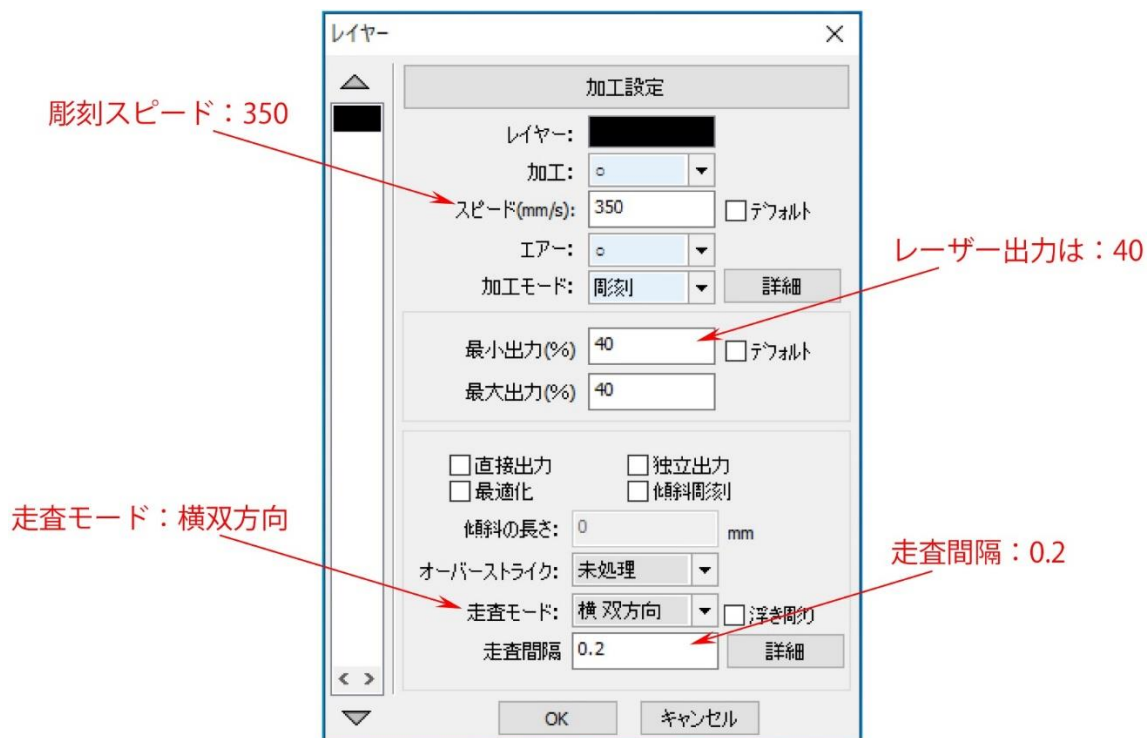 レイヤー
加工設定
彫刻スピード：350
レイヤー:
加工: ○
スピード(mm/s): 350 デフォルト
エアー: ○
レーザー出力は：40
加工モード: 彫刻 詳細
最小出力(%) 40 デフォルト
最大出力(%) 40
直接出力 独立出力
最適化 傾斜彫刻
走査モード：横双方向
傾斜の長さ: 0 mm
走査間隔：0.2
オーバーストライク: 未処理
走査モード: 横 双方向 浮き彫り
走査間隔 0.2 詳細
OK キャンセル